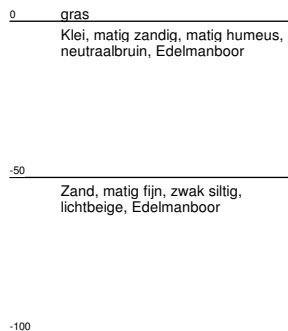 0 gras
Klei, matig zandig, matig humeus,
neutraalbruin, Edelmanboor
-50
Zand, matig fijn, zwak siltig,
lichtbeige, Edelmanboor
-100